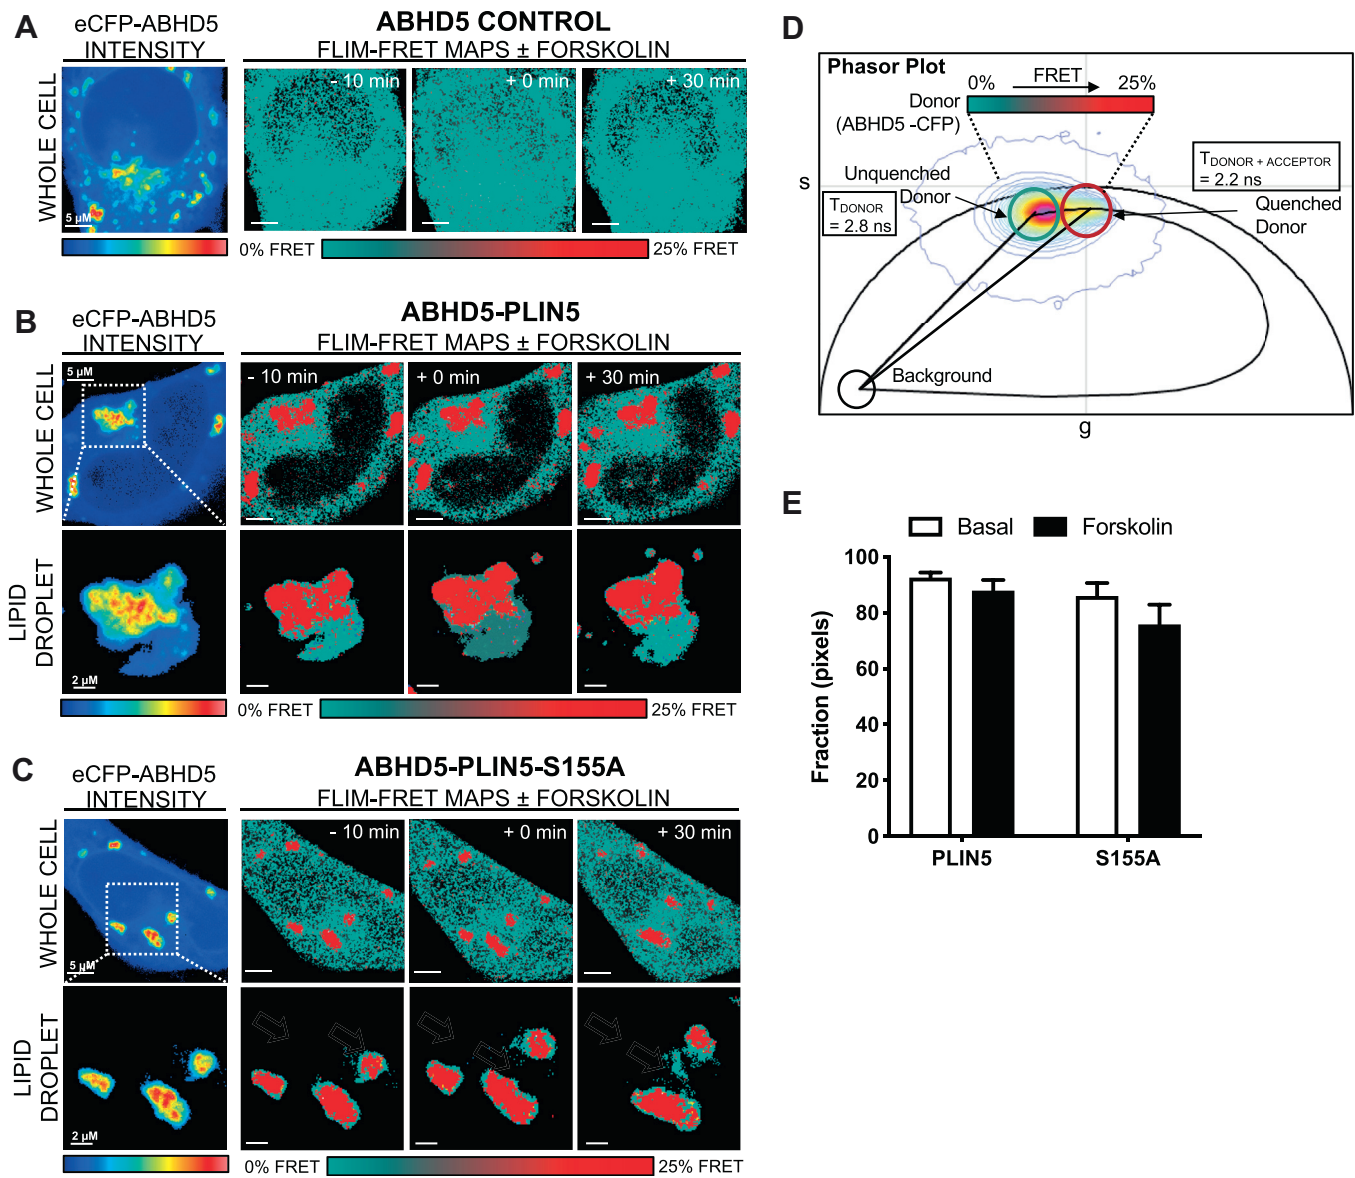 A
eCFP-ABHD5
INTENSITY
ABHD5 CONTROL
FLIM-FRET MAPS ± FORSKOLIN
WHOLE CELL
5 µM
- 10 min
+ 0 min
+ 30 min
0% FRET
25% FRET
B
eCFP-ABHD5
INTENSITY
ABHD5-PLIN5
FLIM-FRET MAPS ± FORSKOLIN
WHOLE CELL
5 µM
- 10 min
+ 0 min
+ 30 min
LIPID
DROPLET
2 µM
0% FRET
25% FRET
C
eCFP-ABHD5
INTENSITY
ABHD5-PLIN5-S155A
FLIM-FRET MAPS ± FORSKOLIN
WHOLE CELL
5 µM
- 10 min
+ 0 min
+ 30 min
LIPID
DROPLET
2 µM
0% FRET
25% FRET
D
Phasor Plot
0% FRET 25%
Donor
(ABHD5 -CFP)
Unquenched
Donor
TDONOR
= 2.8 ns
TDONOR + ACCEPTOR
= 2.2 ns
Quenched
Donor
Background
s
g
E
Basal
Forskolin
Fraction (pixels)
100
80
60
40
20
0
PLIN5
S155A